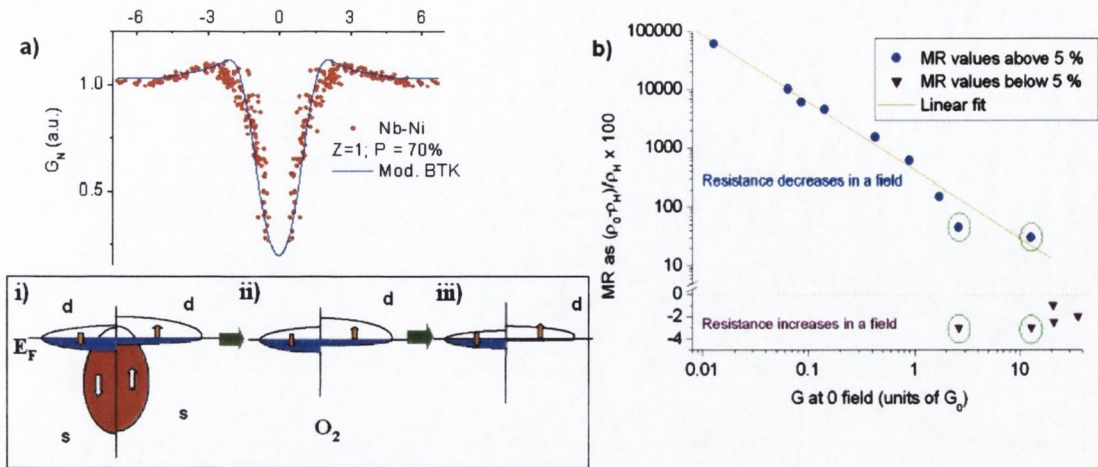 a)
-6 -3 0 3 6
G_N (a.u.)
1.0
0.5
Nb-Ni
Z=1; P = 70%
Mod. BTK
i)
d
d
E_F
s
s
ii)
d
O_2
iii)
d
b)
MR as (ρ_0-ρ_H)/ρ_H x 100
100000
10000
1000
100
10
0
-2
-4
MR values above 5 %
MR values below 5 %
Linear fit
Resistance decreases in a field
Resistance increases in a field
0.01 0.1 1 10
G at 0 field (units of G_0)